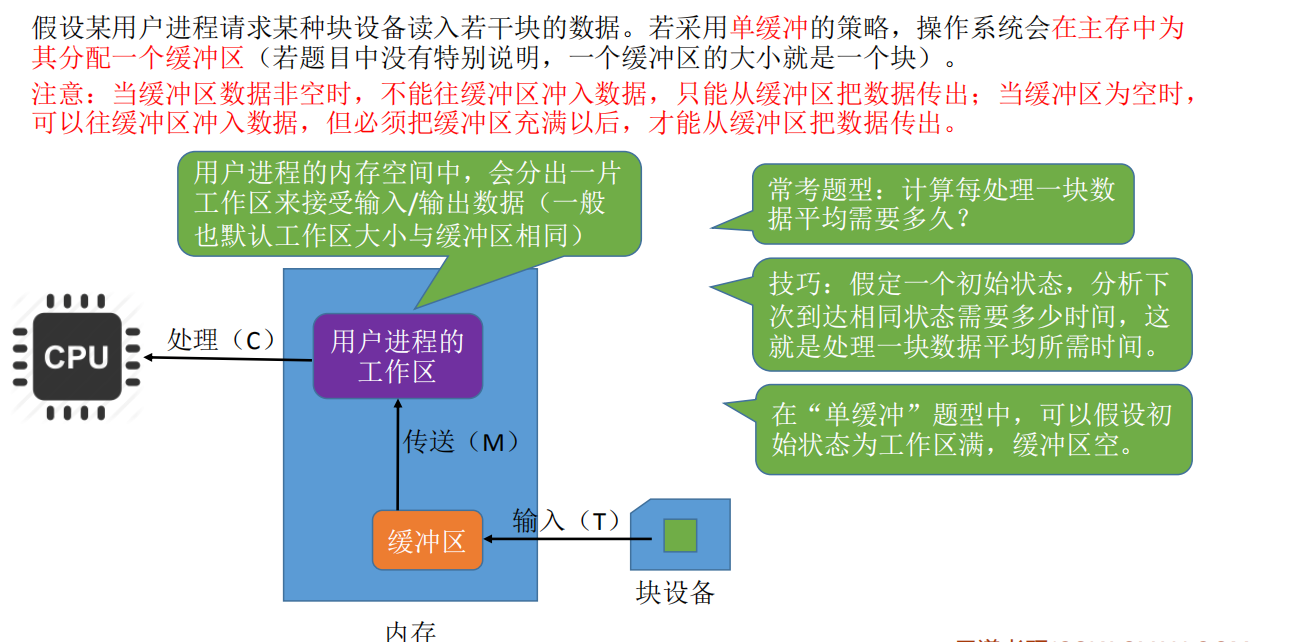 假设某用户进程请求某种块设备读入若干块的数据。若采用单缓冲的策略，操作系统会在主存中为
其分配一个缓冲区（若题目中没有特别说明，一个缓冲区的大小就是一个块）。
注意：当缓冲区数据非空时，不能往缓冲区冲入数据，只能从缓冲区把数据传出；当缓冲区为空时，
可以往缓冲区冲入数据，但必须把缓冲区充满以后，才能从缓冲区把数据传出。
用户进程的内存空间中，会分出一片
工作区来接受输入/输出数据（一般
也默认工作区大小与缓冲区相同）
常考题型：计算每处理一块数
据平均需要多久？
技巧：假定一个初始状态，分析下
次到达相同状态需要多少时间，这
就是处理一块数据平均所需时间。
在“单缓冲”题型中，可以假设初
始状态为工作区满，缓冲区空。
CPU
处理（C）
用户进程的
工作区
传送（M）
缓冲区
输入（T）
块设备
内存